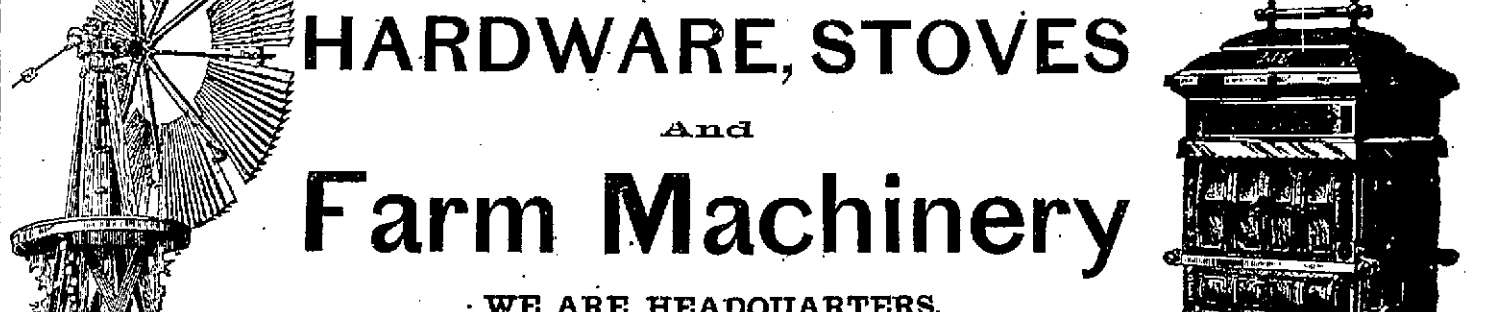 HARDWARE, STOVES
And
Farm Machinery
WE ARE HEADQUARTERS.